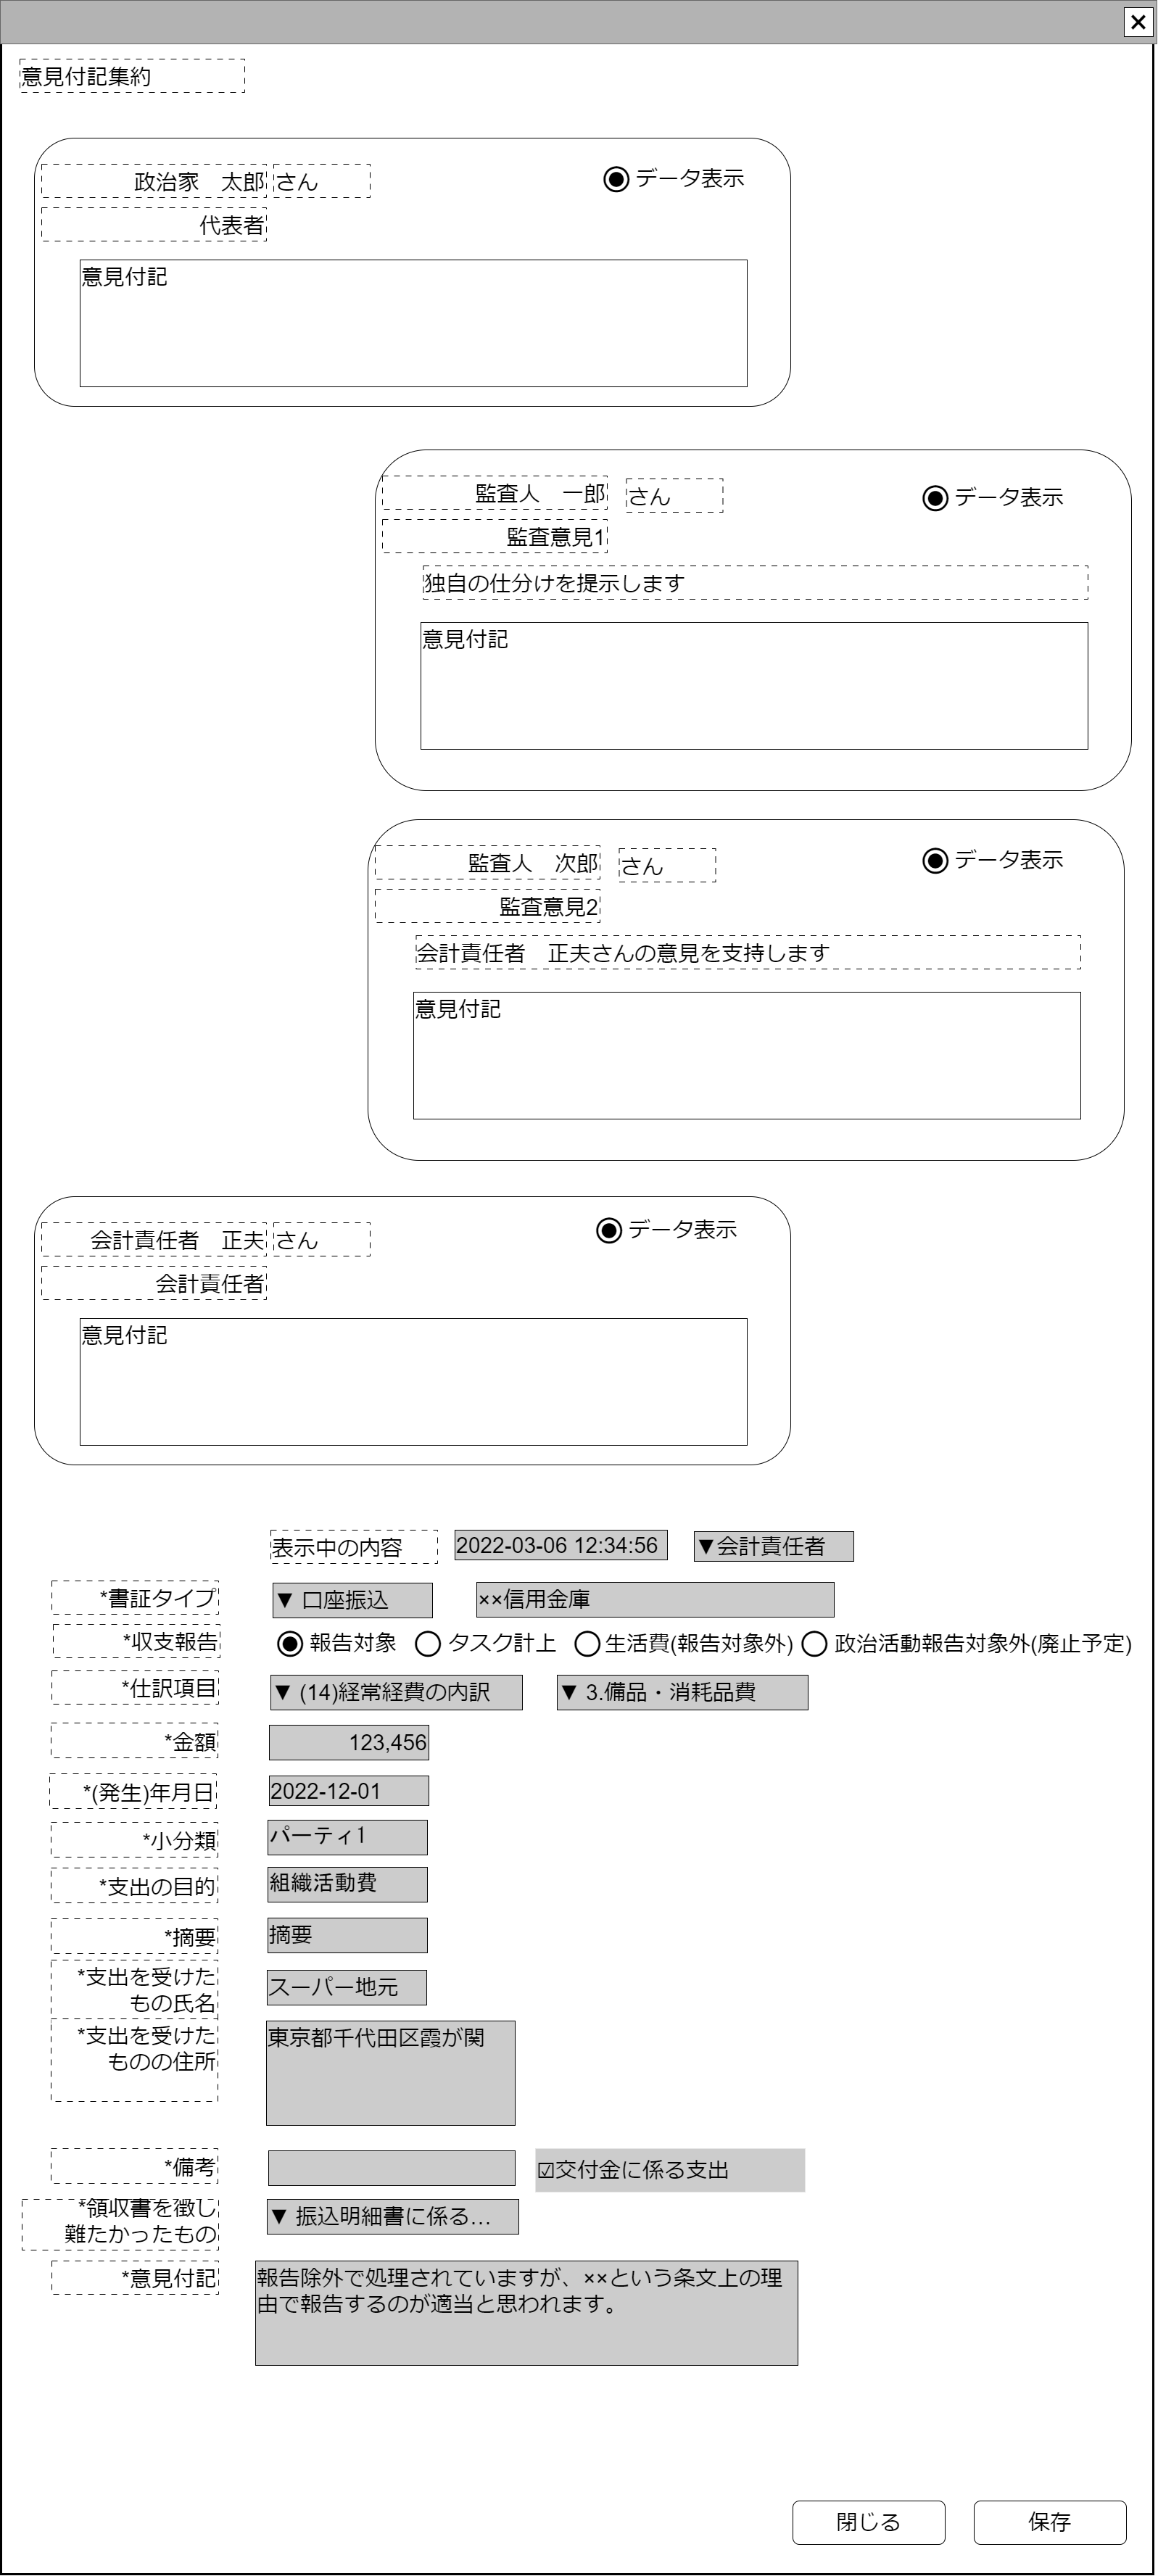 ×
意見付記集約
政治家　太郎 さん ◉ データ表示
代表者
意見付記
監査人　一郎 さん ◉ データ表示
監査意見1
独自の仕分けを提示します
意見付記
監査人　次郎 さん ◉ データ表示
監査意見2
会計責任者　正夫さんの意見を支持します
意見付記
会計責任者　正夫 さん ◉ データ表示
会計責任者
意見付記
表示中の内容 2022-03-06 12:34:56 ▼会計責任者
*書証タイプ ▼ 口座振込 ××信用金庫
*収支報告 ◉ 報告対象 ○ タスク計上 ○ 生活費(報告対象外) ○ 政治活動報告対象外(廃止予定)
*仕訳項目 ▼ (14)経常経費の内訳 ▼ 3.備品・消耗品費
*金額 123,456
*(発生)年月日 2022-12-01
*小分類 パーティ1
*支出の目的 組織活動費
*摘要 摘要
*支出を受けた
もの氏名 スーパー地元
*支出を受けた 東京都千代田区霞が関
ものの住所
*備考 ☑交付金に係る支出
*領収書を徴し
難たかったもの ▼ 振込明細書に係る…
*意見付記 報告除外で処理されていますが、××という条文上の理
由で報告するのが適当と思われます。
閉じる 保存